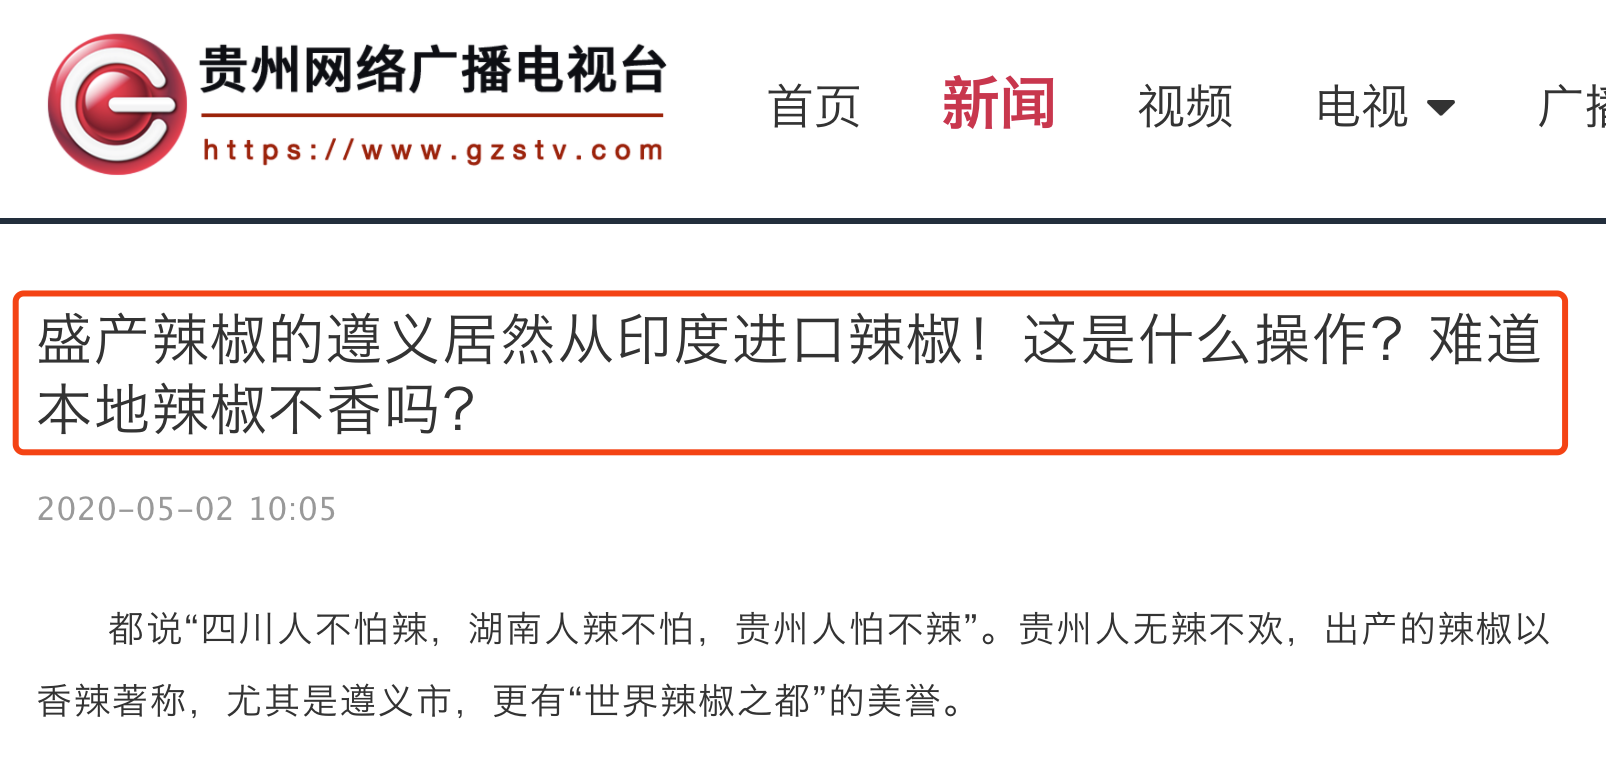 贵州网络广播电视台
https://www.gzstv.com
首页 新闻 视频 电视 广播
盛产辣椒的遵义居然从印度进口辣椒！这是什么操作？难道
本地辣椒不香吗？
2020-05-02 10:05
都说“四川人不怕辣，湖南人辣不怕，贵州人怕不辣”。贵州人无辣不欢，出产的辣椒以
香辣著称，尤其是遵义市，更有“世界辣椒之都”的美誉。